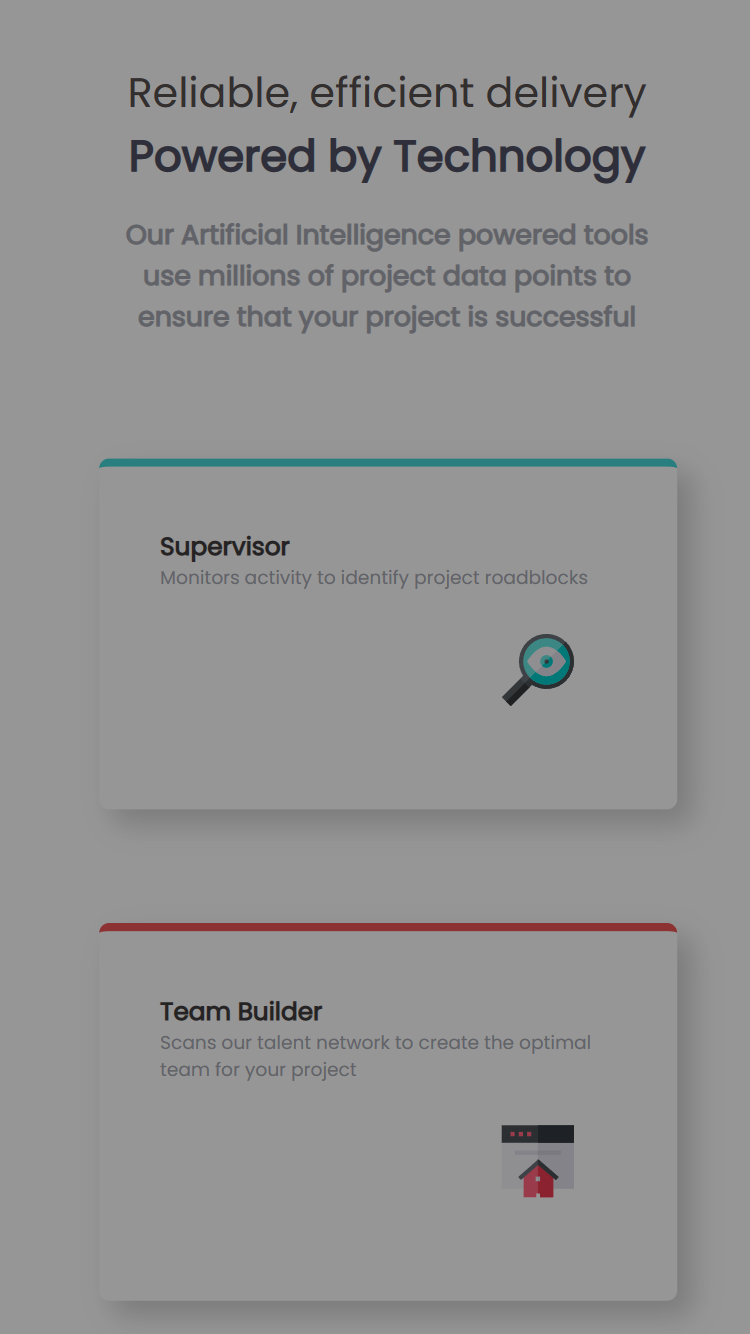 Reliable, efficient delivery
Powered by Technology
Our Artificial Intelligence powered tools
use millions of project data points to
ensure that your project is successful
Supervisor
Monitors activity to identify project roadblocks
Team Builder
Scans our talent network to create the optimal
team for your project